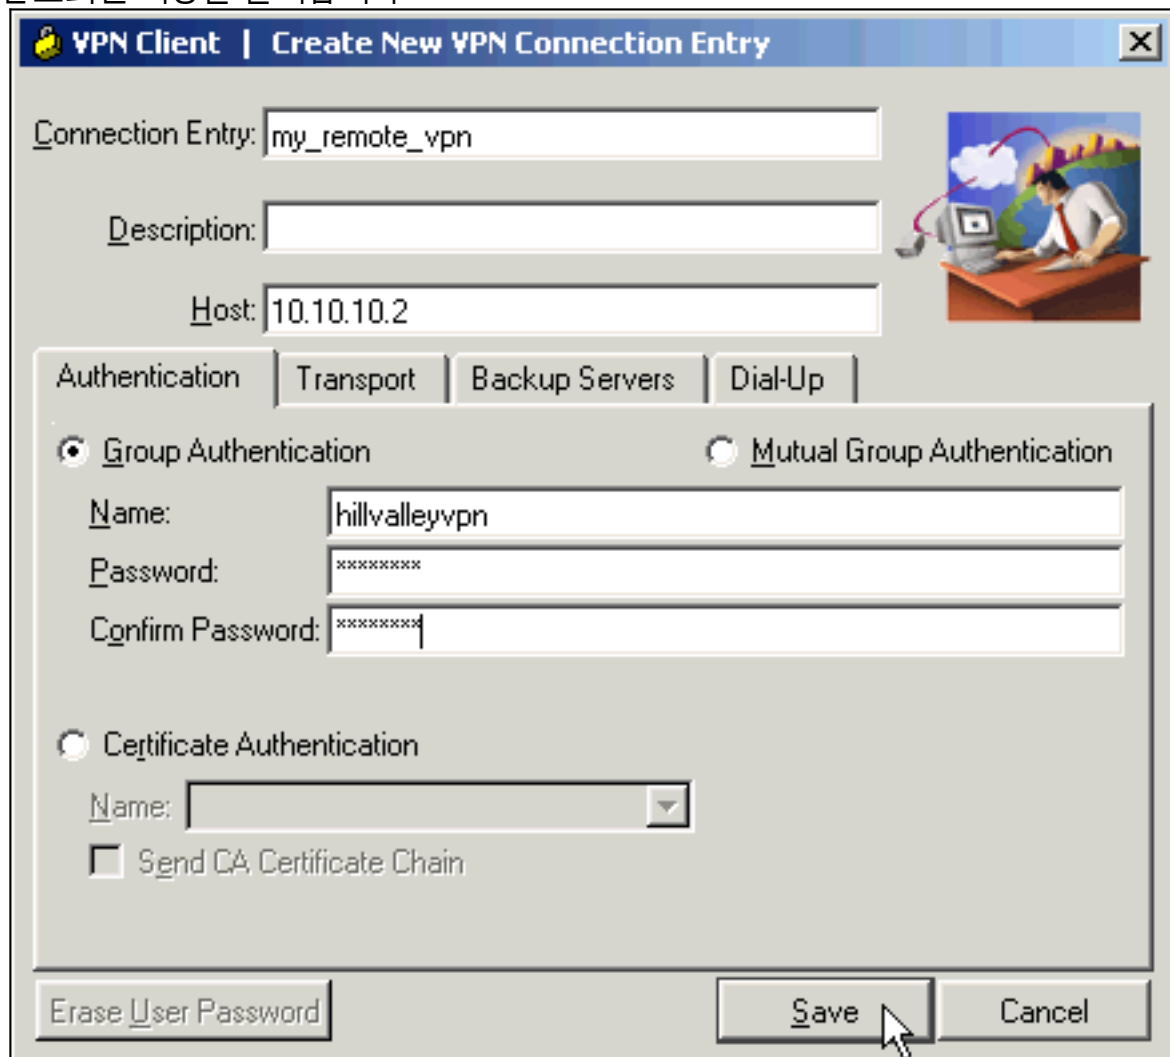 VPN Client | Create New VPN Connection Entry
Connection Entry: my_remote_vpn
Description:
Host: 10.10.10.2
Authentication Transport Backup Servers Dial-Up
Group Authentication Mutual Group Authentication
Name: hillvalleyvpn
Password: ********
Confirm Password: ********
Certificate Authentication
Name:
Send CA Certificate Chain
Erase User Password Save Cancel